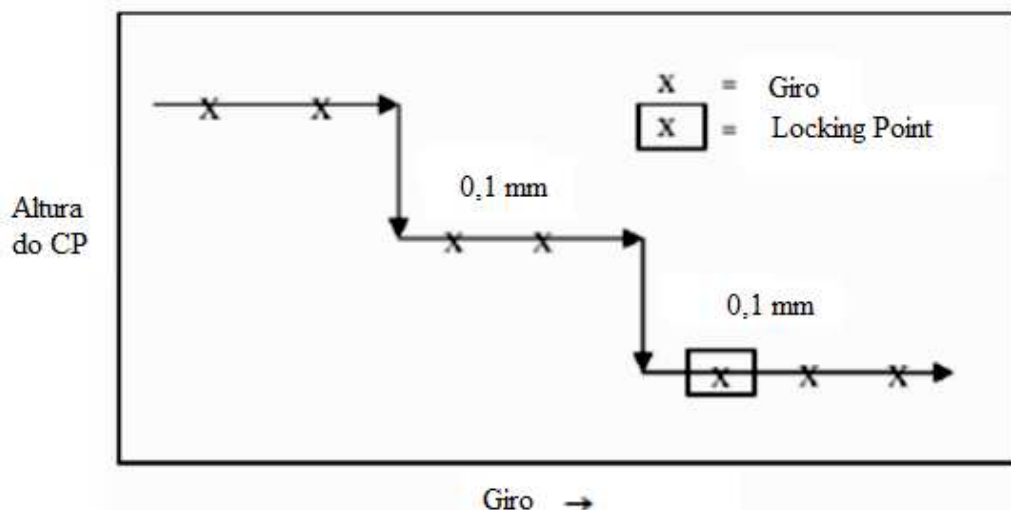 X = Giro
X = Locking Point
X X
0,1 mm
Altura
do CP
X X
0,1 mm
X X X
Giro →